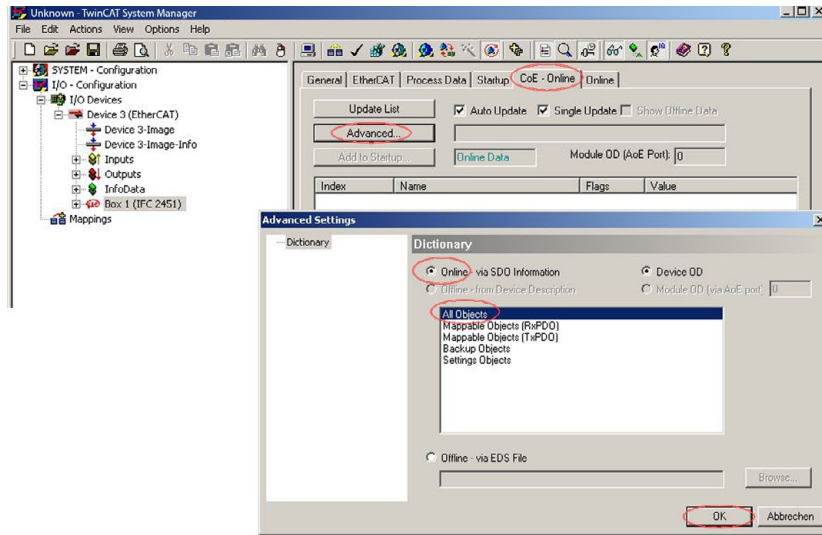 Unknown - TwinCAT System Manager
File Edit Actions View Options Help
SYSTEM - Configuration
I/O - Configuration
I/O Devices
Device 3 (EtherCAT)
Device 3-Image
Device 3-Image-Info
Inputs
Outputs
InfoData
Box 1 (IFC 2451)
Mappings
General EtherCAT Process Data Startup CoE - Online Online
Update List Auto Update Single Update Show Offline Data
Advanced...
Add to Startup... Online Data Module OD (AoE Port): 0
Index Name Flags Value
Advanced Settings
Dictionary
Dictionary
Online - via SDO Information Device OD
Offline - from Device Description Module OD (via AoE port) 0
All Objects
Mappable Objects (RxPDO)
Mappable Objects (TxPDO)
Backup Objects
Settings Objects
Offline - via EDS File
Browse...
OK Abbrechen